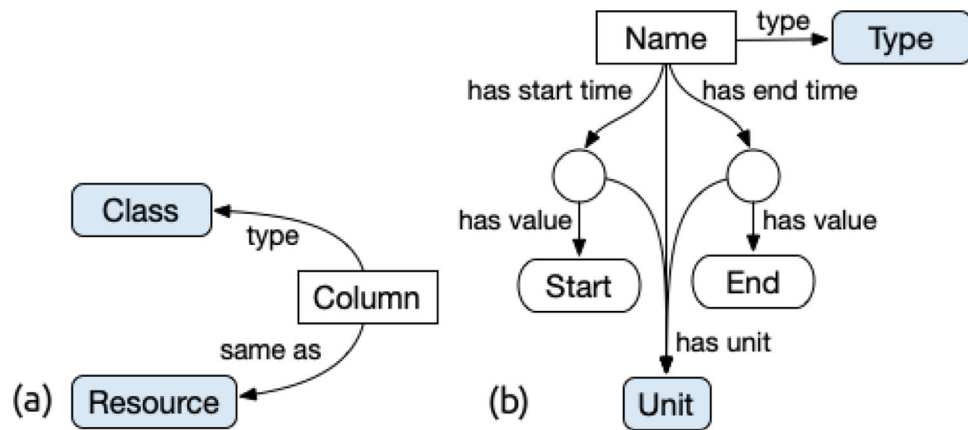 Class
type
Column
same as
Resource
(a)
Name
type
Type
has start time
has end time
has value
has value
Start
End
has unit
Unit
(b)